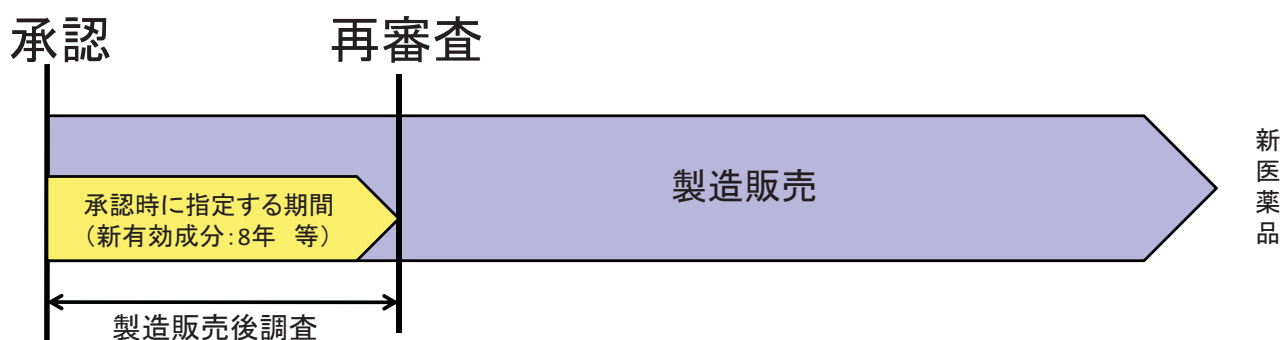 承認
再審査
製造販売
承認時に指定する期間
（新有効成分：8年　等）
製造販売後調査
新医薬品